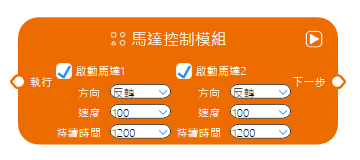 馬達控制模組
執行 啟動馬達1 啟動馬達2 下一步
方向 反轉 方向 反轉
速度 100 速度 100
持續時間 1200 持續時間 1200